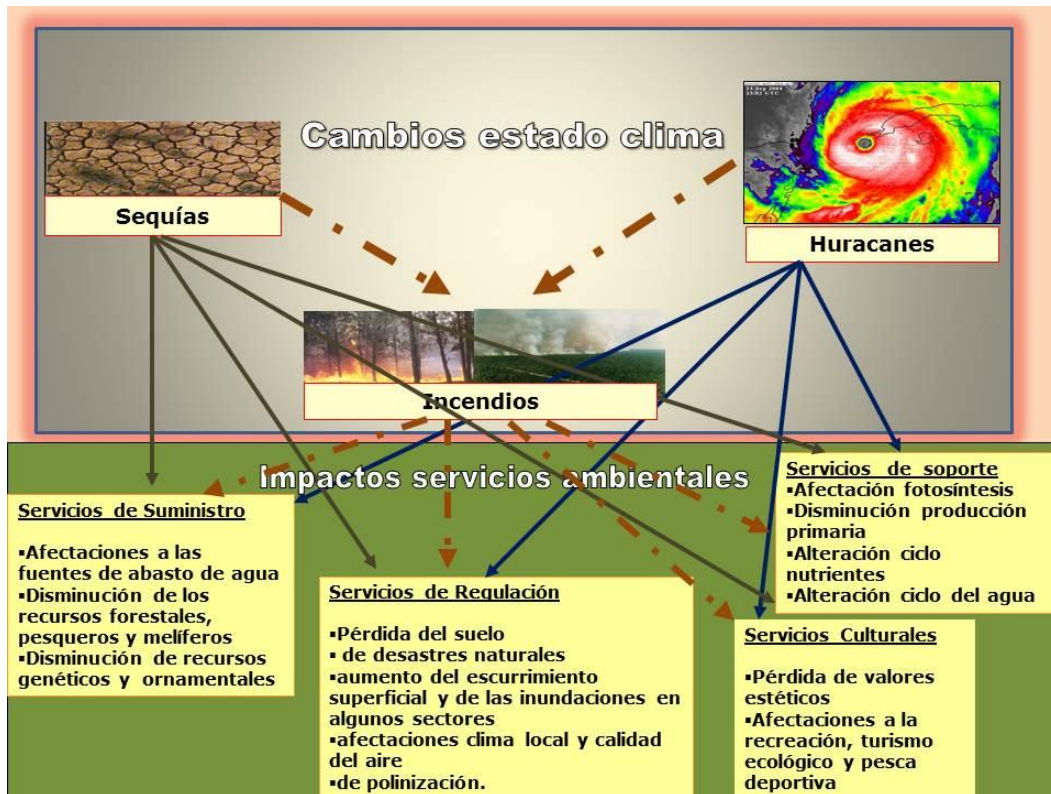 Cambios estado clima
Sequías
Huracanes
Incendios
Impactos servicios ambientales
Servicios de Suministro
▪Afectaciones a las
fuentes de abasto de agua
▪Disminución de los
recursos forestales,
pesqueros y melíferos
▪Disminución de recursos
genéticos y ornamentales
Servicios de Regulación
▪Pérdida del suelo
▪ de desastres naturales
▪aumento del escurrimiento
superficial y de las inundaciones en
algunos sectores
▪afectaciones clima local y calidad
del aire
▪de polinización.
Servicios de soporte
▪Afectación fotosíntesis
▪Disminución producción
primaria
▪Alteración ciclo
nutrientes
▪Alteración ciclo del agua
Servicios Culturales
▪Pérdida de valores
estéticos
▪Afectaciones a la
recreación, turismo
ecológico y pesca
deportiva